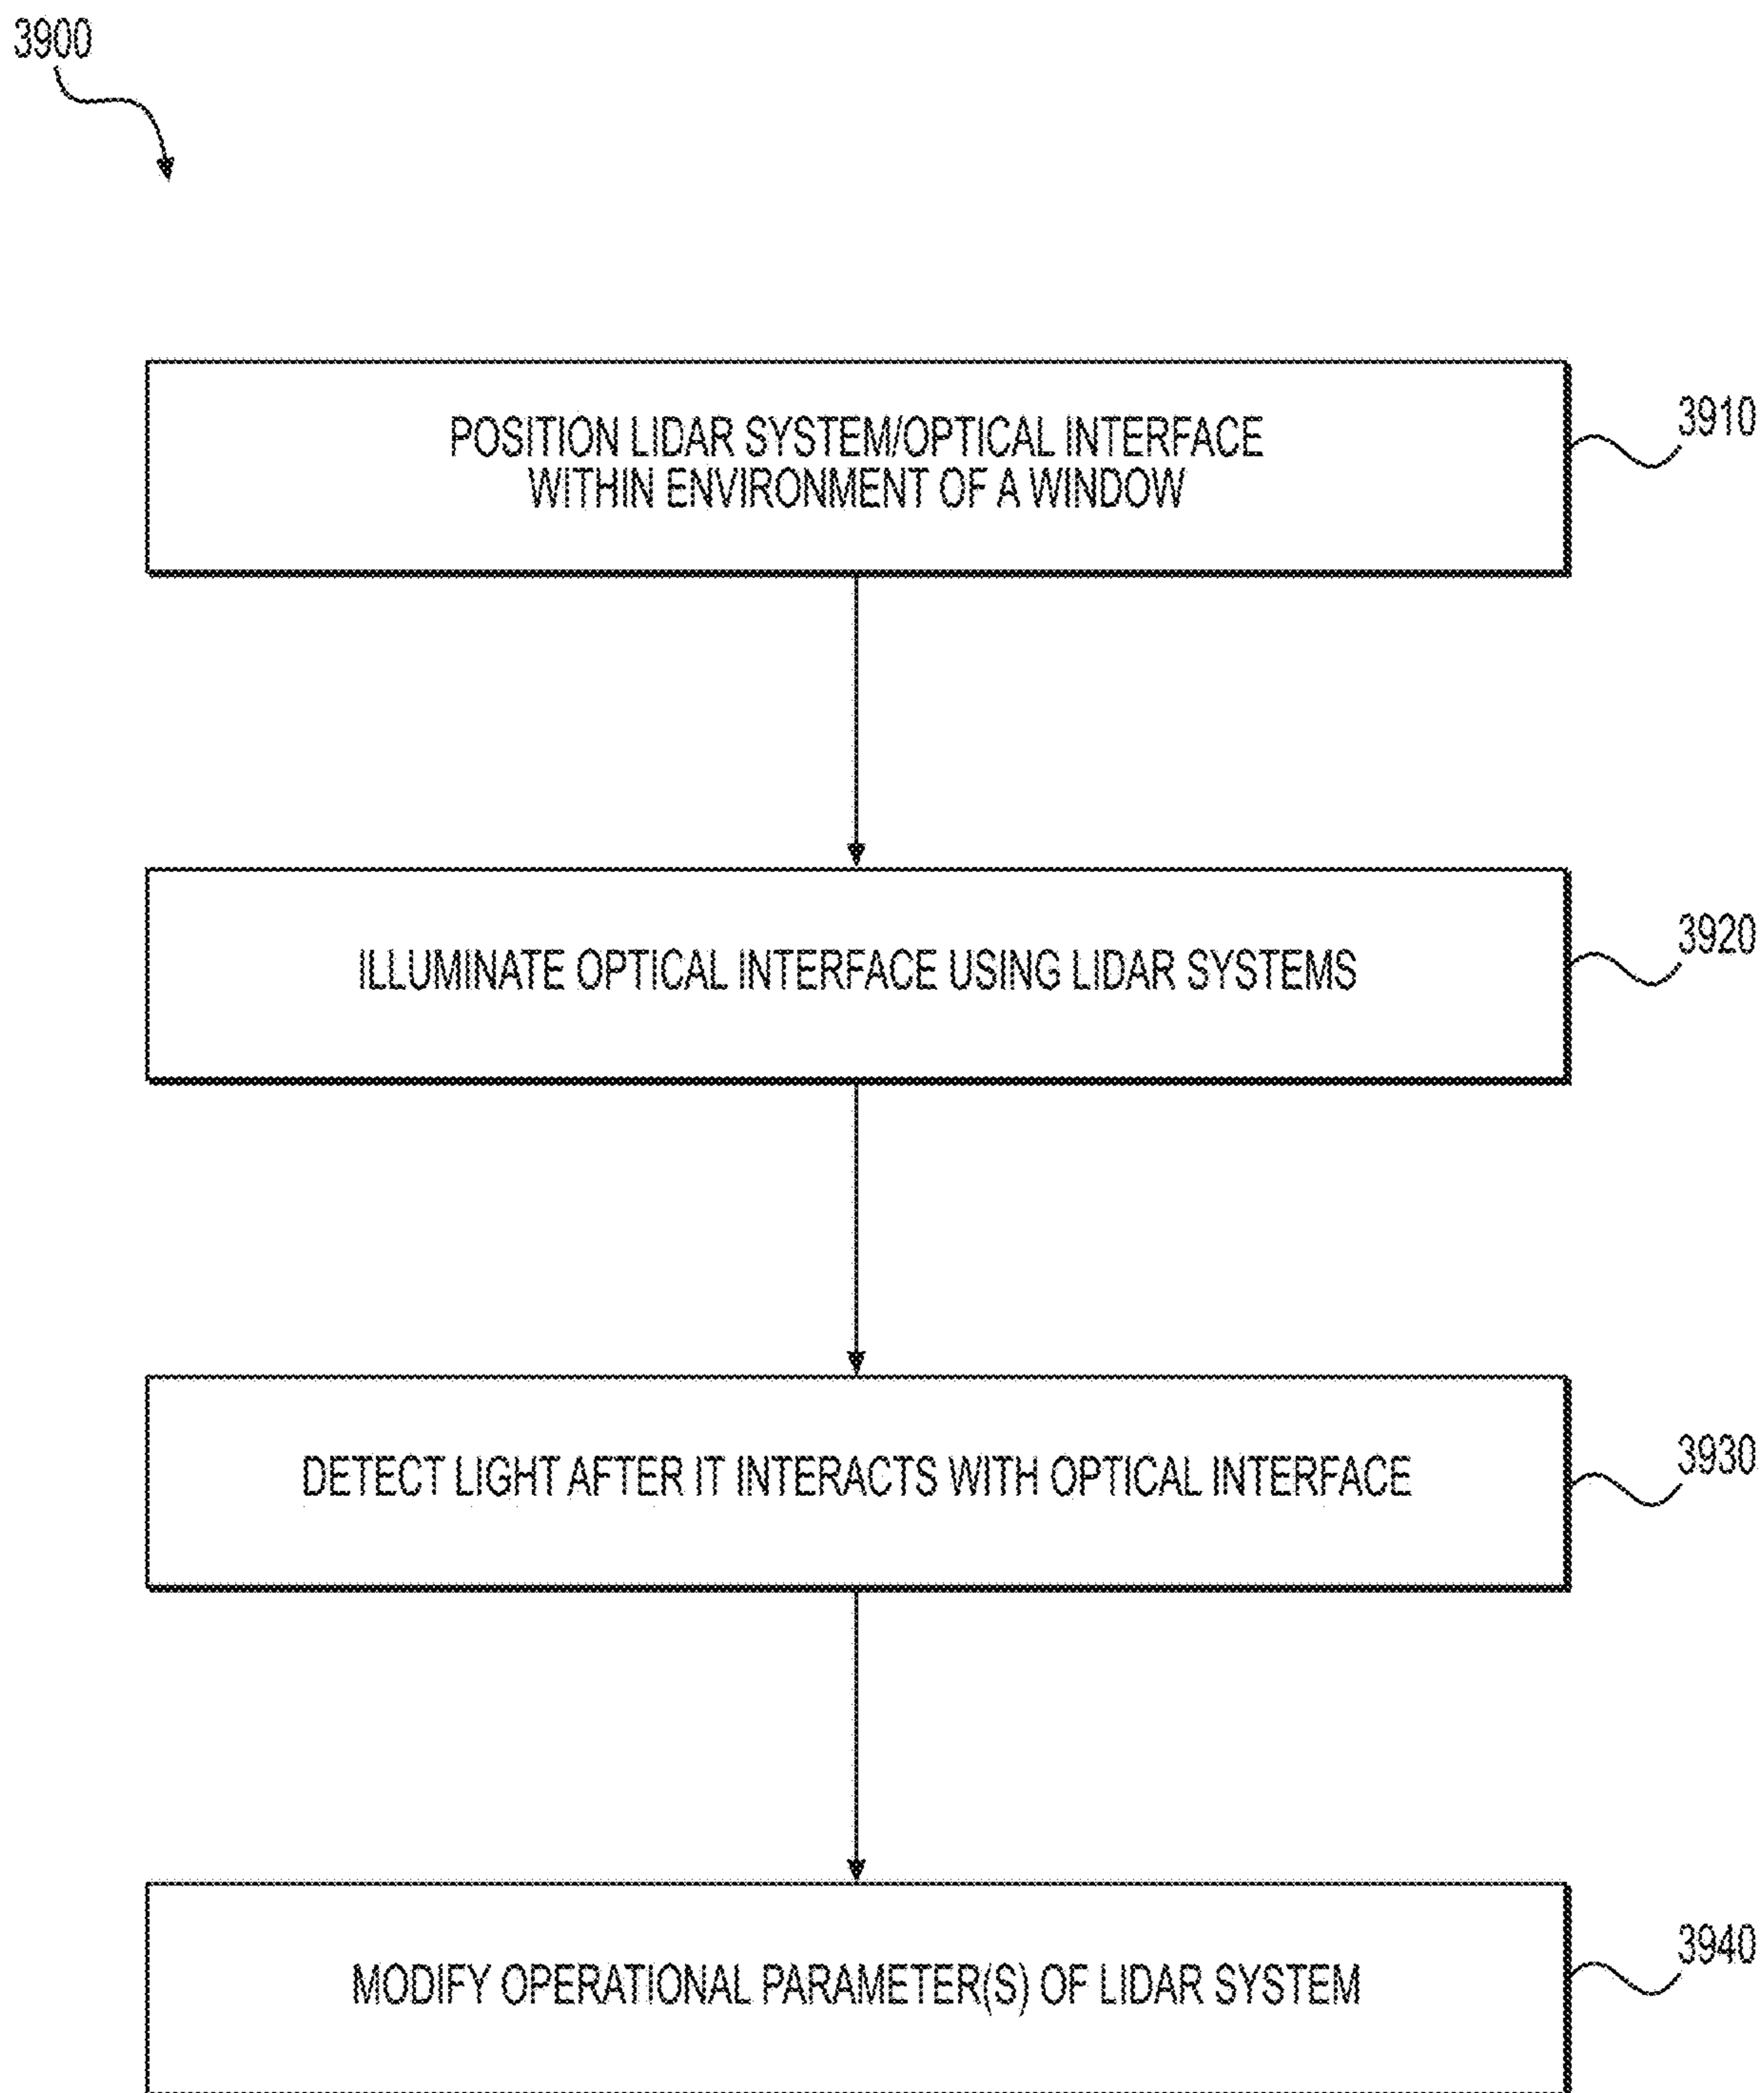 3900
POSITION LIDAR SYSTEM/OPTICAL INTERFACE
WITHIN ENVIRONMENT OF A WINDOW
3910
ILLUMINATE OPTICAL INTERFACE USING LIDAR SYSTEMS
3920
DETECT LIGHT AFTER IT INTERACTS WITH OPTICAL INTERFACE
3930
MODIFY OPERATIONAL PARAMETER(S) OF LIDAR SYSTEM
3940